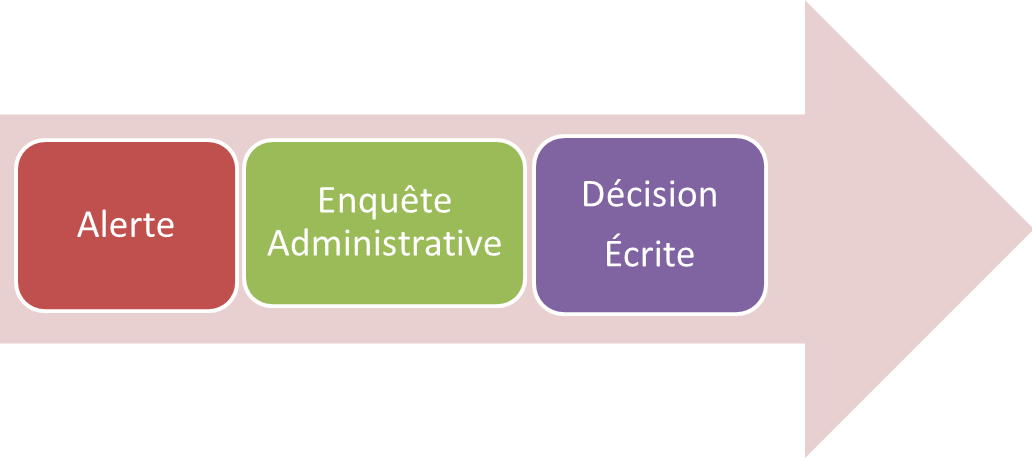 Alerte
Enquête
Administrative
Décision
Écrite